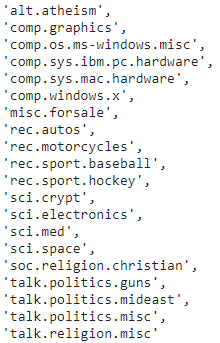 'alt.atheism',
'comp.graphics',
'comp.os.ms-windows.misc',
'comp.sys.ibm.pc.hardware',
'comp.sys.mac.hardware',
'comp.windows.x',
'misc.forsale',
'rec.autos',
'rec.motorcycles',
'rec.sport.baseball',
'rec.sport.hockey',
'sci.crypt',
'sci.electronics',
'sci.med',
'sci.space',
'soc.religion.christian',
'talk.politics.guns',
'talk.politics.mideast',
'talk.politics.misc',
'talk.religion.misc'